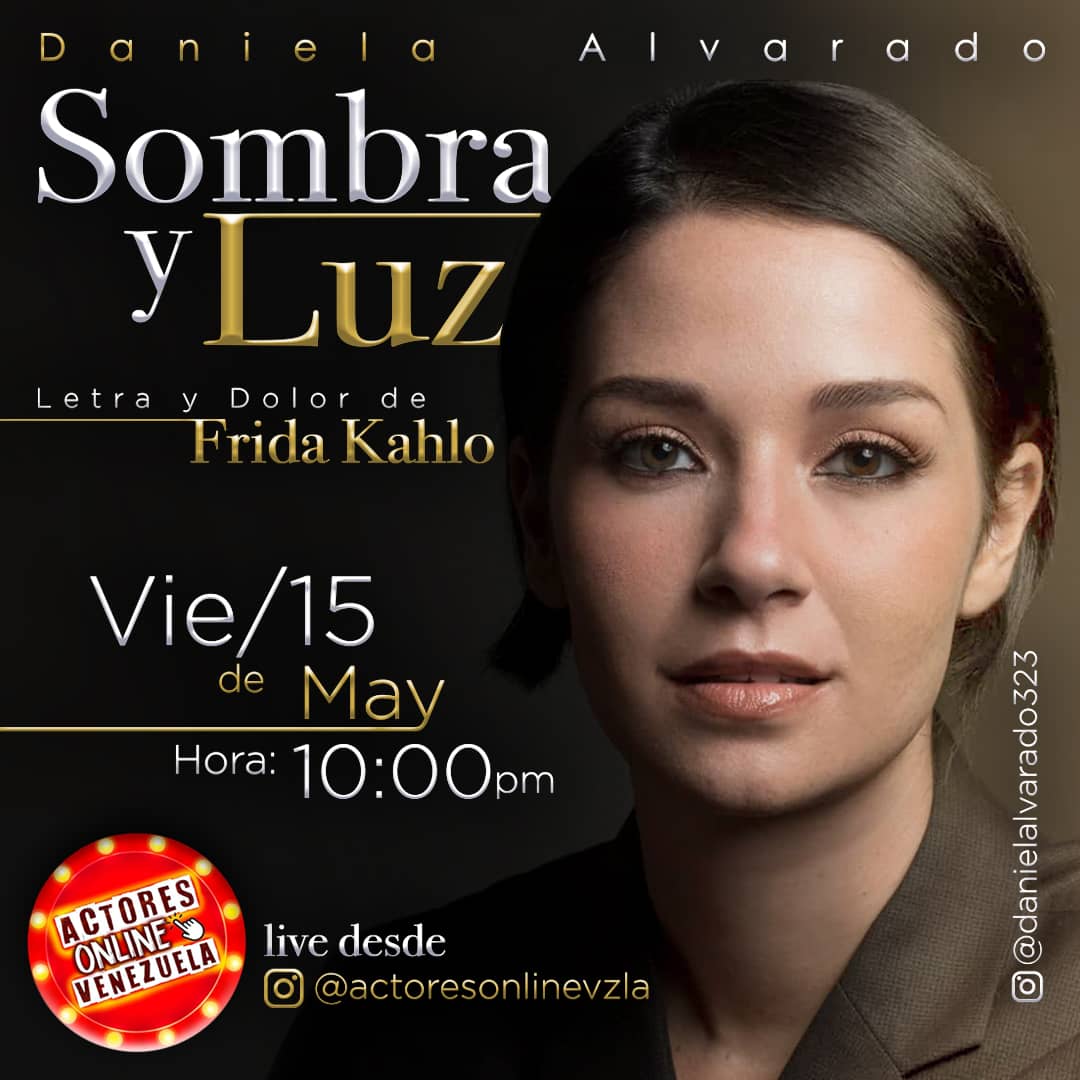 Daniela Alvarado
Sombra
y Luz
Letra y Dolor de
Frida Kahlo
Vie/15
de May
Hora: 10:00pm
ACTORES
ONLINE
VENEZUELA
live desde
@actoresonlinevzla
@danielalvarado323